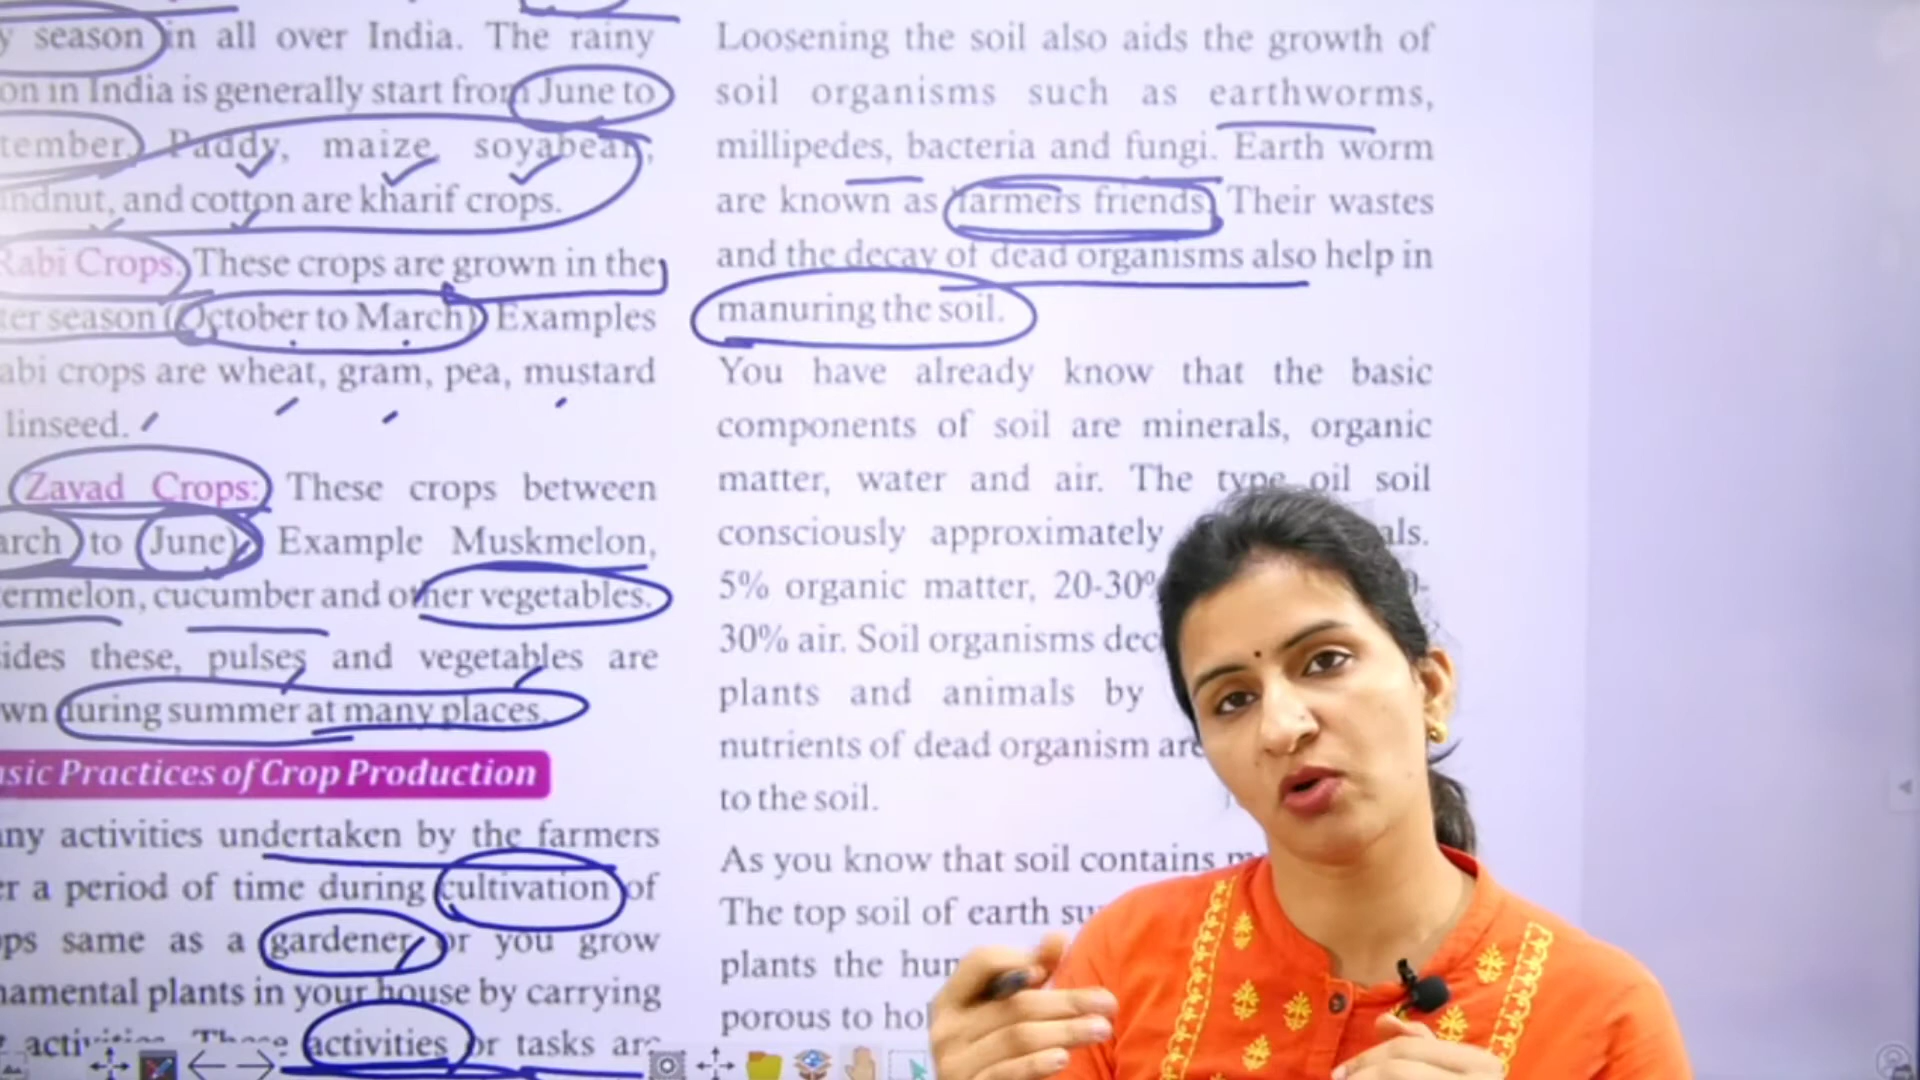 season in all over India. The rainy
on in India is generally start from June to
tember. Paddy, maize, soyabean,
ndnut, and cotton are kharif crops.
Rabi Crops: These crops are grown in the
ter season (October to March) Examples
abi crops are wheat, gram, pea, mustard
linseed.
Zavad Crops: These crops between
arch to June). Example Muskmelon,
ermelon, cucumber and other vegetables.
ides these, pulses and vegetables are
wn during summer at many places.
asic Practices of Crop Production
any activities undertaken by the farmers
er a period of time during cultivation of
ops same as a gardener or you grow
namental plants in your house by carrying
activities or tasks are
Loosening the soil also aids the growth of
soil organisms such as earthworms,
millipedes, bacteria and fungi. Earth worm
are known as farmers friends. Their wastes
and the decay of dead organisms also help in
manuring the soil.
You have already know that the basic
components of soil are minerals, organic
matter, water and air. The type oil soil
consciously approximately als.
5% organic matter, 20-30%
30% air. Soil organisms dec
plants and animals by
nutrients of dead organism are
to the soil.
As you know that soil contains
The top soil of earth su
plants the hum
porous to hol